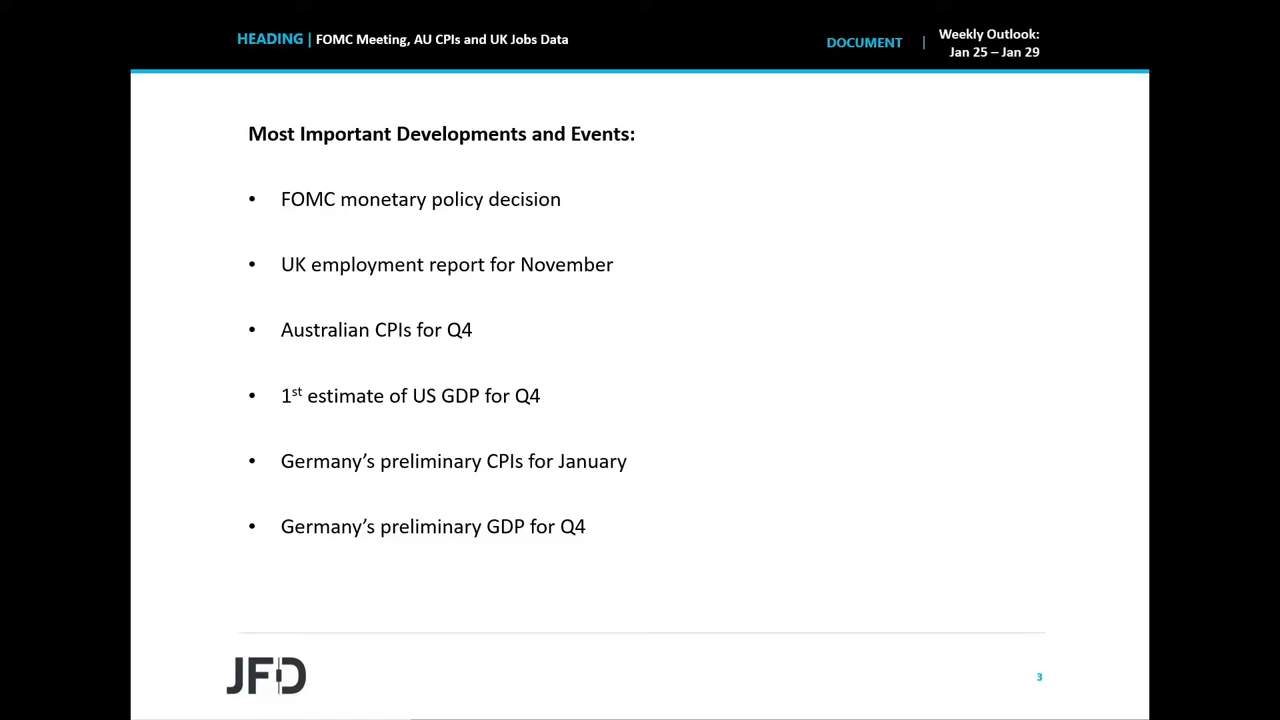 HEADING | FOMC Meeting, AU CPIs and UK Jobs Data
DOCUMENT | Weekly Outlook:
Jan 25 – Jan 29
Most Important Developments and Events:
• FOMC monetary policy decision
• UK employment report for November
• Australian CPIs for Q4
• 1st estimate of US GDP for Q4
• Germany’s preliminary CPIs for January
• Germany’s preliminary GDP for Q4
JFD
3